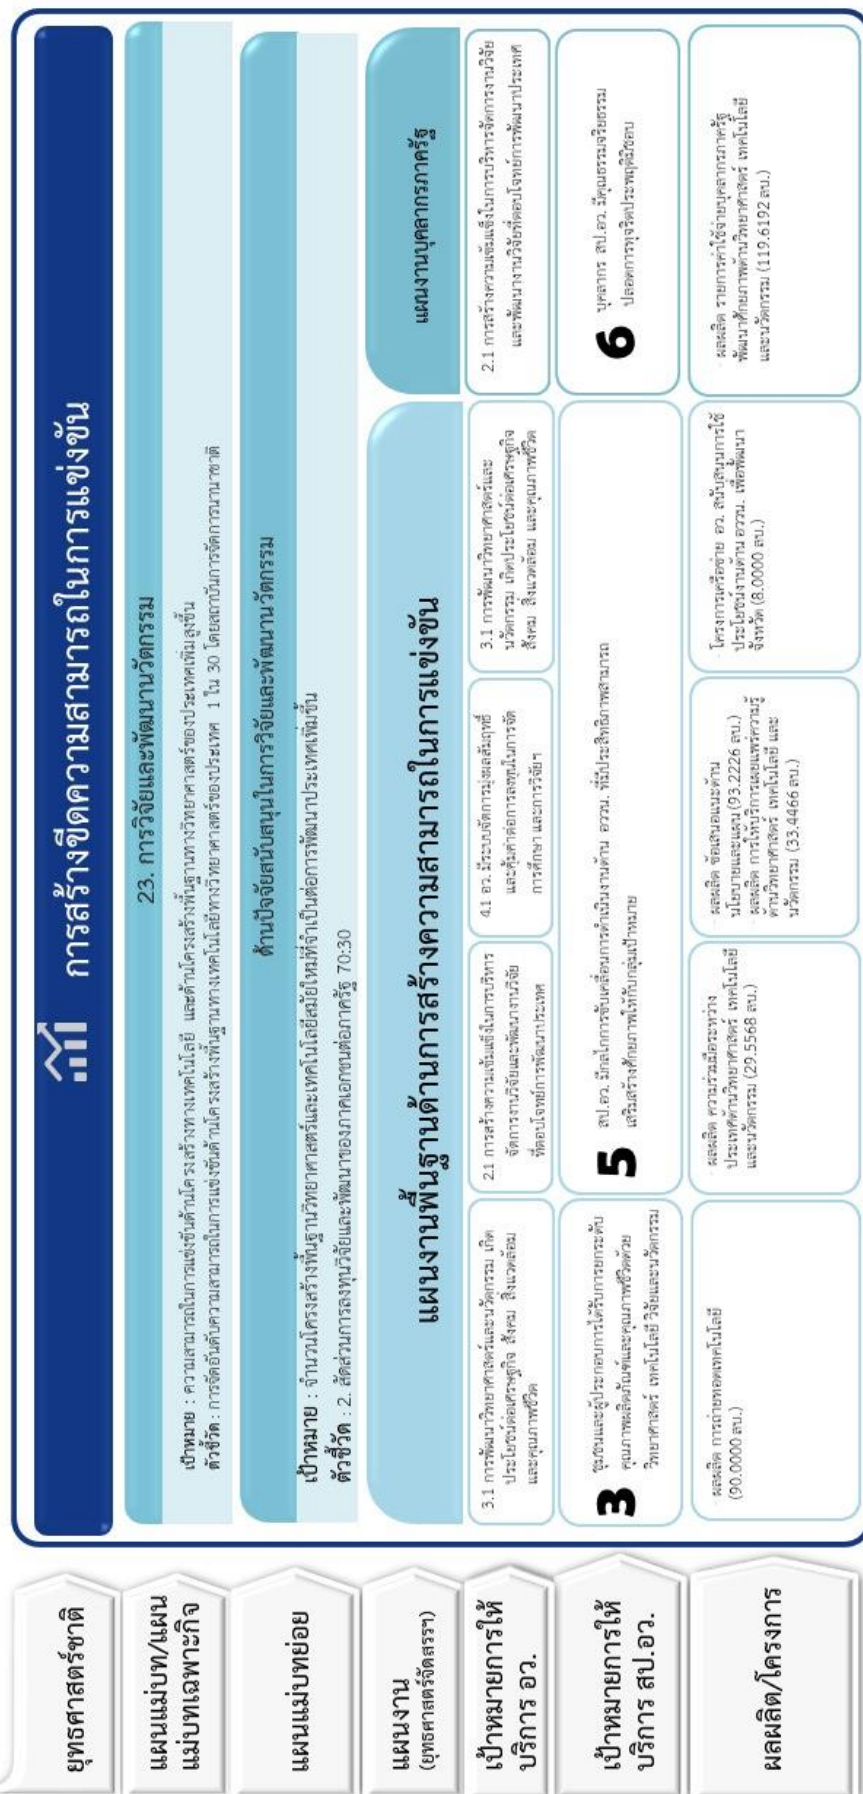 ยุทธศาสตร์ชาติ
การสร้างขีดความสามารถในการแข่งขัน
แผนแม่บท/แผน
แม่บทเฉพาะกิจ
23. การวิจัยและพัฒนานวัตกรรม
เป้าหมาย : ความสามารถในการแข่งขันด้านโครงสร้างทางเทคโนโลยี และด้านโครงสร้างพื้นฐานทางวิทยาศาสตร์ของประเทศเพิ่มสูงขึ้น
ตัวชี้วัด : การจัดอันดับความสามารถในการแข่งขันด้านโครงสร้างพื้นฐานทางเทคโนโลยีทางวิทยาศาสตร์ของประเทศ 1 ใน 30 โดยสถาบันการจัดการนานาชาติ
แผนแม่บทย่อย
ด้านปัจจัยสนับสนุนในการวิจัยและพัฒนานวัตกรรม
เป้าหมาย : จำนวนโครงสร้างพื้นฐานวิทยาศาสตร์และเทคโนโลยีสมัยใหม่ที่จำเป็นต่อการพัฒนาประเทศเพิ่มขึ้น
ตัวชี้วัด : 2. สัดส่วนการลงทุนวิจัยและพัฒนาของภาคเอกชนต่อภาครัฐ 70:30
แผนงาน
(ยุทธศาสตร์จัดสรรฯ)
แผนงานพื้นฐานด้านการสร้างความสามารถในการแข่งขัน
แผนงานบุคลากรภาครัฐ
เป้าหมายการให้
บริการ อว.
3.1 การพัฒนาวิทยาศาสตร์และนวัตกรรม เกิด
ประโยชน์ต่อเศรษฐกิจ สังคม สิ่งแวดล้อม
และคุณภาพชีวิต
2.1 การสร้างความเข้มแข็งในการบริหาร
จัดการงานวิจัยและพัฒนางานวิจัย
ที่ตอบโจทย์การพัฒนาประเทศ
4.1 อว. มีระบบจัดการมุ่งผลสัมฤทธิ์
และคุ้มค่าต่อการลงทุนในการจัด
การศึกษา และการวิจัยฯ
3.1 การพัฒนาวิทยาศาสตร์และ
นวัตกรรม เกิดประโยชน์ต่อเศรษฐกิจ
สังคม สิ่งแวดล้อม และคุณภาพชีวิต
2.1 การสร้างความเข้มแข็งในการบริหารจัดการงานวิจัย
และพัฒนางานวิจัยที่ตอบโจทย์การพัฒนาประเทศ
เป้าหมายการให้
บริการ สป.อว.
3 ชุมชนและผู้ประกอบการได้รับการยกระดับ
คุณภาพผลิตภัณฑ์และคุณภาพชีวิตด้วย
วิทยาศาสตร์ เทคโนโลยี วิจัยและนวัตกรรม
5 สป.อว. มีกลไกการขับเคลื่อนการดำเนินงานด้าน อววน. ที่มีประสิทธิภาพสามารถ
เสริมสร้างศักยภาพให้กับกลุ่มเป้าหมาย
6 บุคลากร สป.อว. มีคุณธรรมจริยธรรม
ปลอดการทุจริตประพฤติมิชอบ
ผลผลิต/โครงการ
- ผลผลิต การถ่ายทอดเทคโนโลยี
(90.0000 ลบ.)
- ผลผลิต ความร่วมมือระหว่าง
ประเทศด้านวิทยาศาสตร์ เทคโนโลยี
และนวัตกรรม (29.5568 ลบ.)
- ผลผลิต ข้อเสนอแนะด้าน
นโยบายและแผน (93.2226 ลบ.)
- ผลผลิต การให้บริการเผยแพร่ความรู้
ด้านวิทยาศาสตร์ เทคโนโลยี และ
นวัตกรรม (33.4466 ลบ.)
- โครงการเครือข่าย อว. สนับสนุนการใช้
ประโยชน์งานด้าน อววน. เพื่อพัฒนา
จังหวัด (8.0000 ลบ.)
- ผลผลิต รายการค่าใช้จ่ายบุคลากรภาครัฐ
พัฒนาศักยภาพด้านวิทยาศาสตร์ เทคโนโลยี
และนวัตกรรม (119.6192 ลบ.)